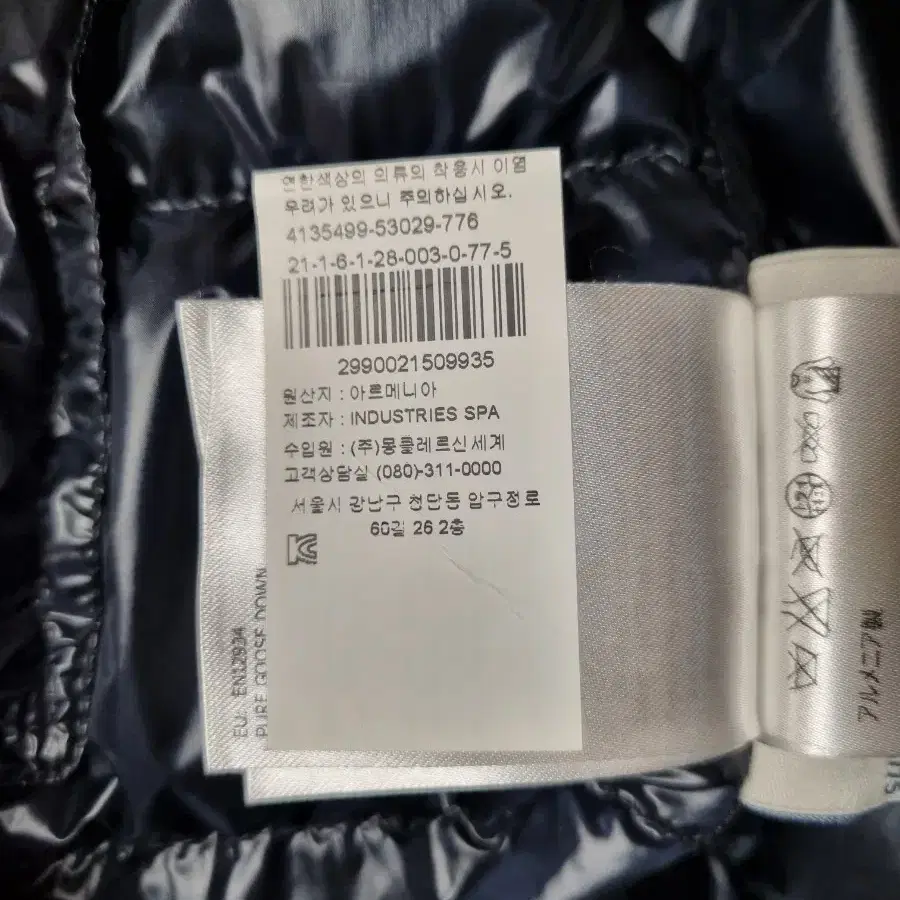 연한색상의 의류의 착용시 이염
우려가 있으니 주의하십시오.
4135499-53029-776
21-1-6-1-28-003-0-77-5
2990021509935
원산지 : 아르메니아
제조자 : INDUSTRIES SPA
수입원 : (주)몽클레르신세계
고객상담실 (080)-311-0000
서울시 강남구 청담동 압구정로
60길 26 2층
EU: EN12934
PURE GOOSE DOWN
アルメニア製